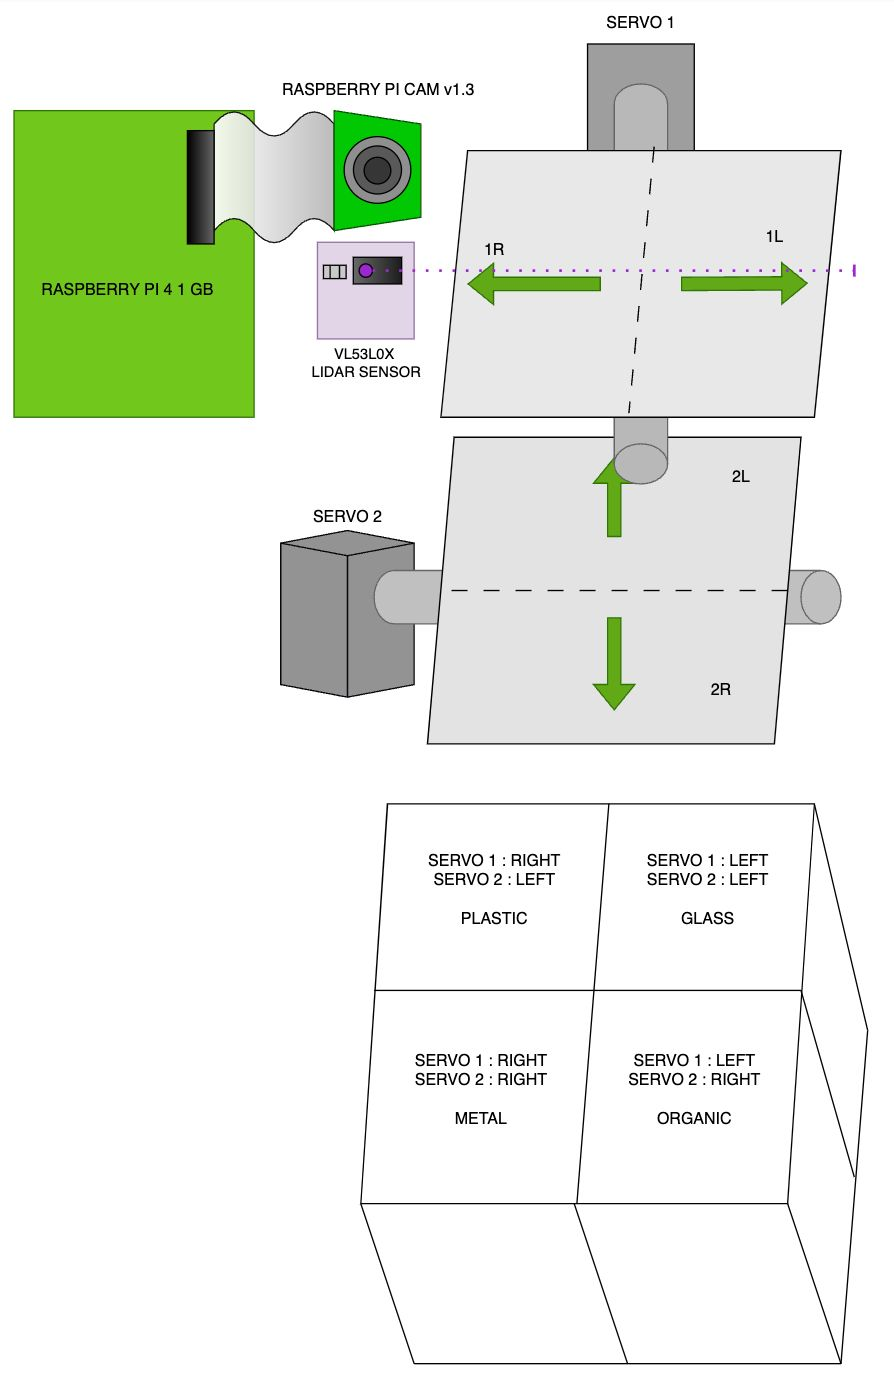 SERVO 1
RASPBERRY PI CAM v1.3
1R
1L
RASPBERRY PI 4 1 GB
VL53L0X
LIDAR SENSOR
2L
SERVO 2
2R
SERVO 1 : RIGHT
SERVO 2 : LEFT
PLASTIC
SERVO 1 : LEFT
SERVO 2 : LEFT
GLASS
SERVO 1 : RIGHT
SERVO 2 : RIGHT
METAL
SERVO 1 : LEFT
SERVO 2 : RIGHT
ORGANIC